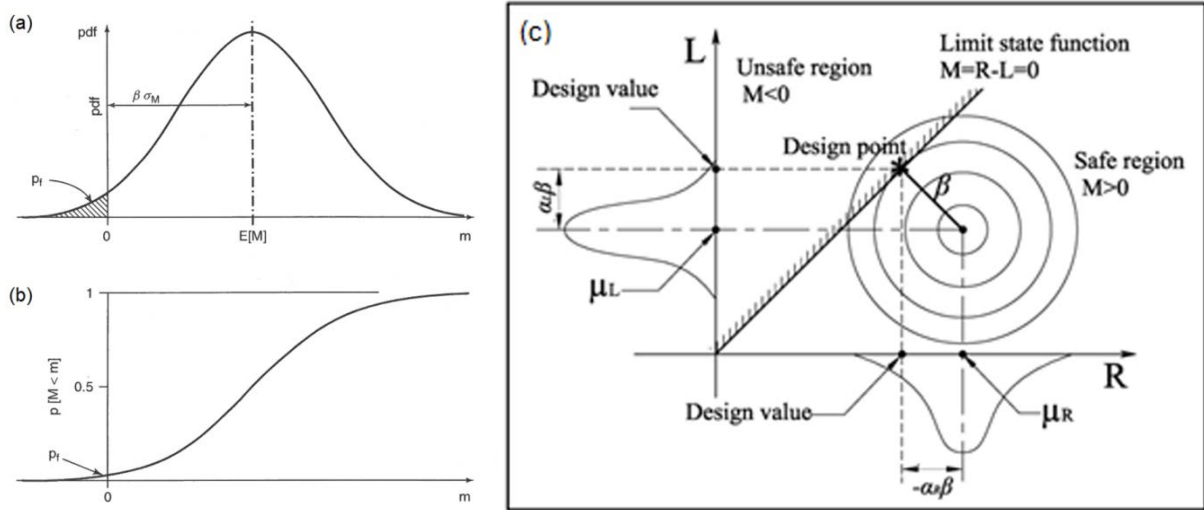 (a)
pdf
β σM
pdf
pf
0
E[M]
m
(b)
1
0.5
p [M < m]
pf
0
m
(c)
L
Unsafe region
M<0
Limit state function
M=R-L=0
Design value
Design point
Safe region
M>0
β
αLβ
μL
R
Design value
μR
-αRβ